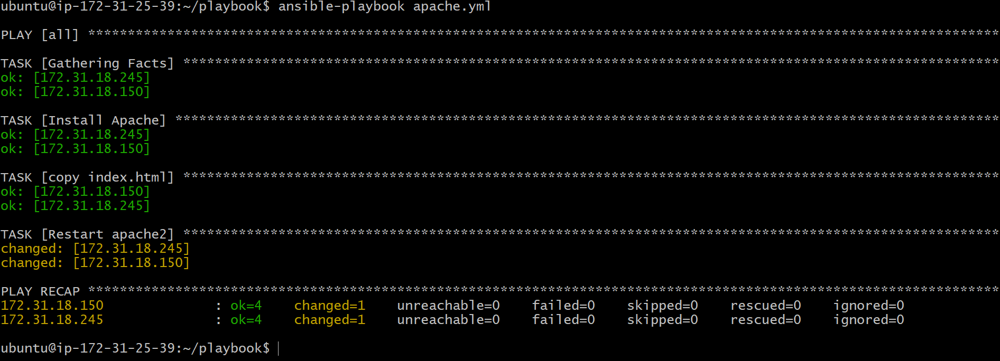 ubuntu@ip-172-31-25-39:~/playbook$ ansible-playbook apache.yml
PLAY [all] *******************************************************************************************************************
TASK [Gathering Facts] *******************************************************************************************************
ok: [172.31.18.245]
ok: [172.31.18.150]
TASK [Install Apache] ********************************************************************************************************
ok: [172.31.18.245]
ok: [172.31.18.150]
TASK [copy index.html] *******************************************************************************************************
ok: [172.31.18.150]
ok: [172.31.18.245]
TASK [Restart apache2] *******************************************************************************************************
changed: [172.31.18.245]
changed: [172.31.18.150]
PLAY RECAP *******************************************************************************************************************
172.31.18.150              : ok=4    changed=1    unreachable=0    failed=0    skipped=0    rescued=0    ignored=0
172.31.18.245              : ok=4    changed=1    unreachable=0    failed=0    skipped=0    rescued=0    ignored=0
ubuntu@ip-172-31-25-39:~/playbook$